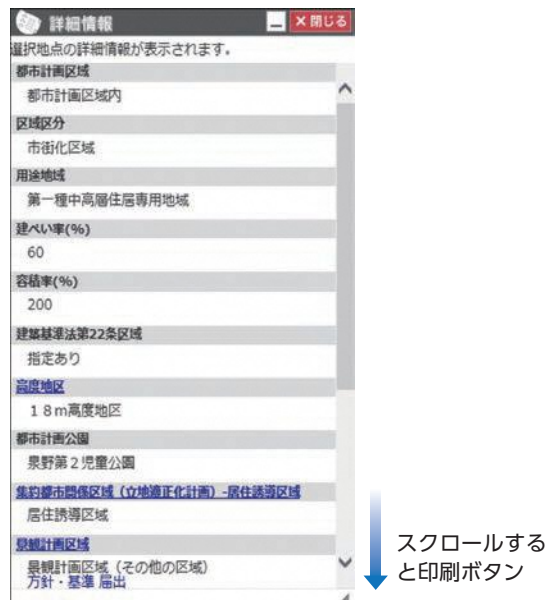 詳細情報
閉じる
選択地点の詳細情報が表示されます。
都市計画区域
都市計画区域内
区域区分
市街化区域
用途地域
第一種中高層住居専用地域
建ぺい率(%)
60
容積率(%)
200
建築基準法第22条区域
指定あり
高度地区
18m高度地区
都市計画公園
泉野第2児童公園
集約都市関係区域(立地適正化計画)-居住誘導区域
居住誘導区域
景観計画区域
景観計画区域(その他の区域)
方針・基準 届出
スクロールする
と印刷ボタン